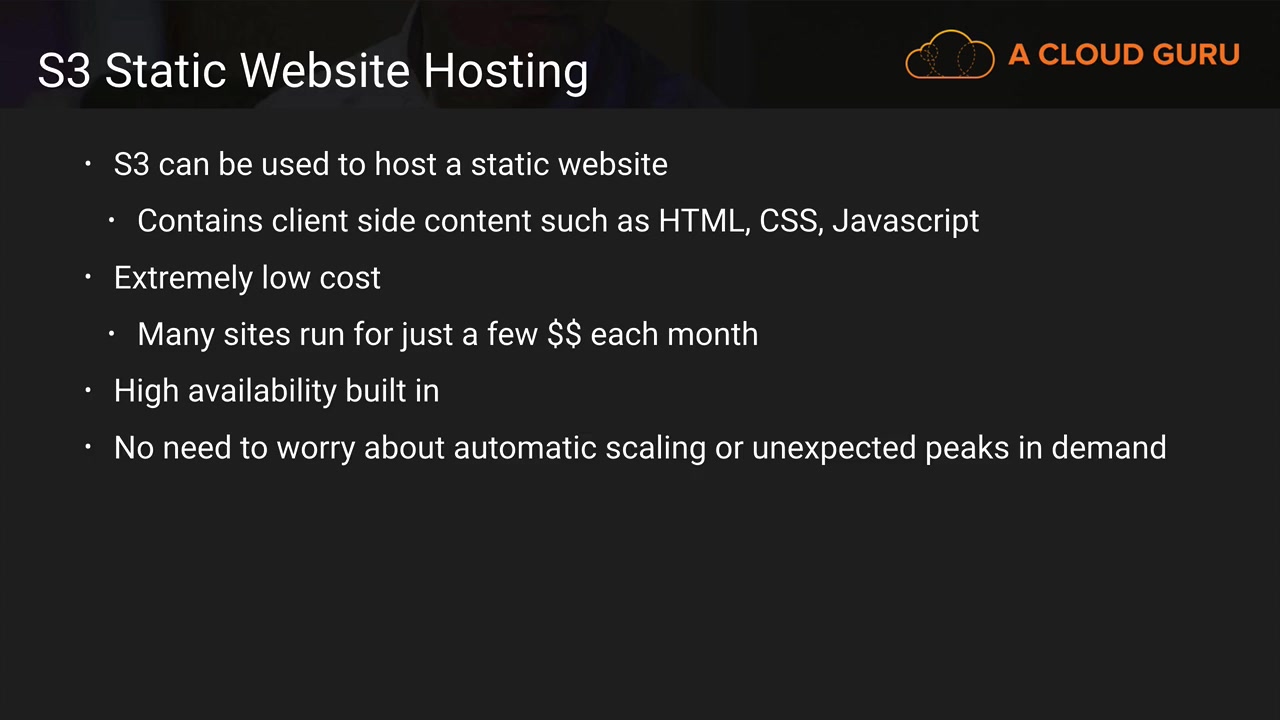 S3 Static Website Hosting
A CLOUD GURU
• S3 can be used to host a static website
• Contains client side content such as HTML, CSS, Javascript
• Extremely low cost
• Many sites run for just a few $$ each month
• High availability built in
• No need to worry about automatic scaling or unexpected peaks in demand